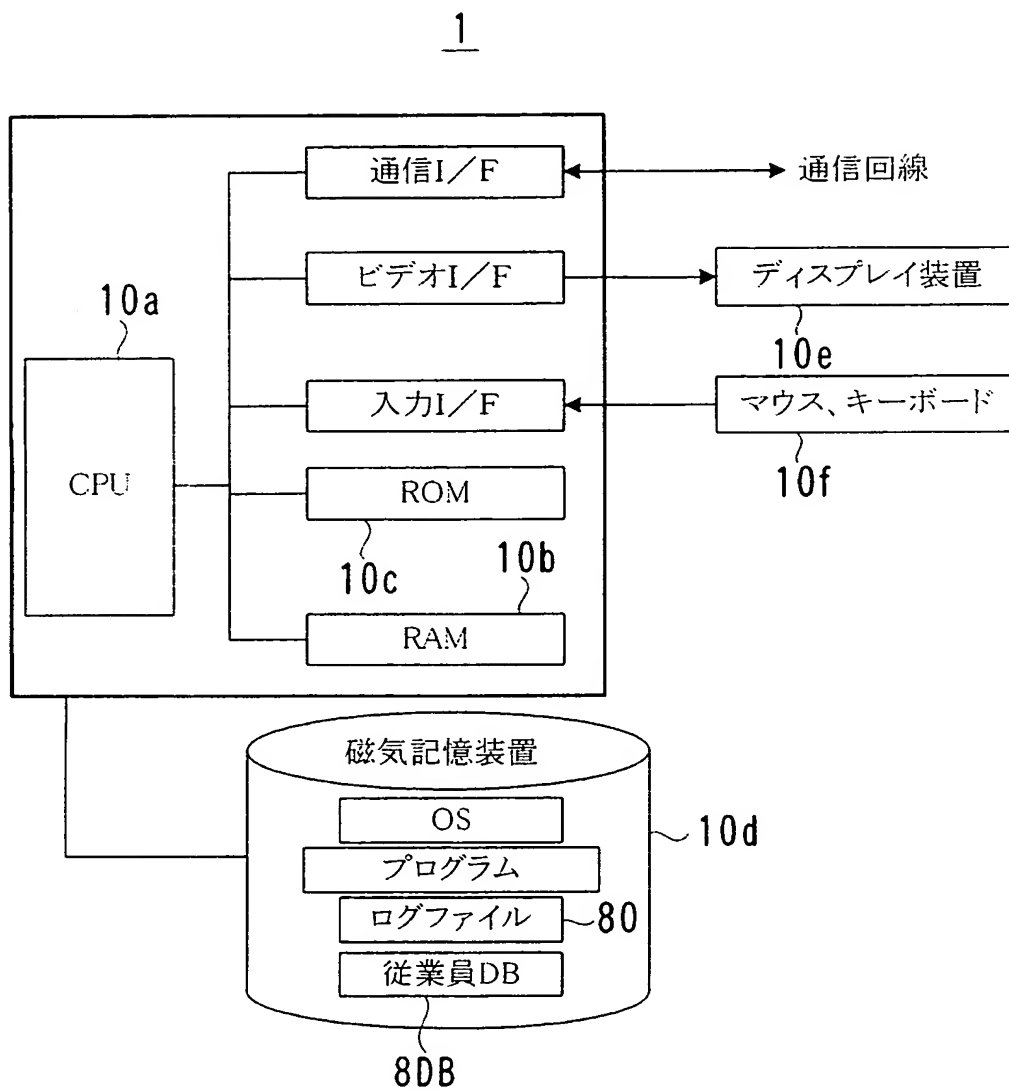 1
通信I／F
通信回線
ビデオI／F
ディスプレイ装置
10a
10e
入力I／F
マウス、キーボード
10f
CPU
ROM
10c
10b
RAM
磁気記憶装置
OS
10d
プログラム
ログファイル
80
従業員DB
8DB